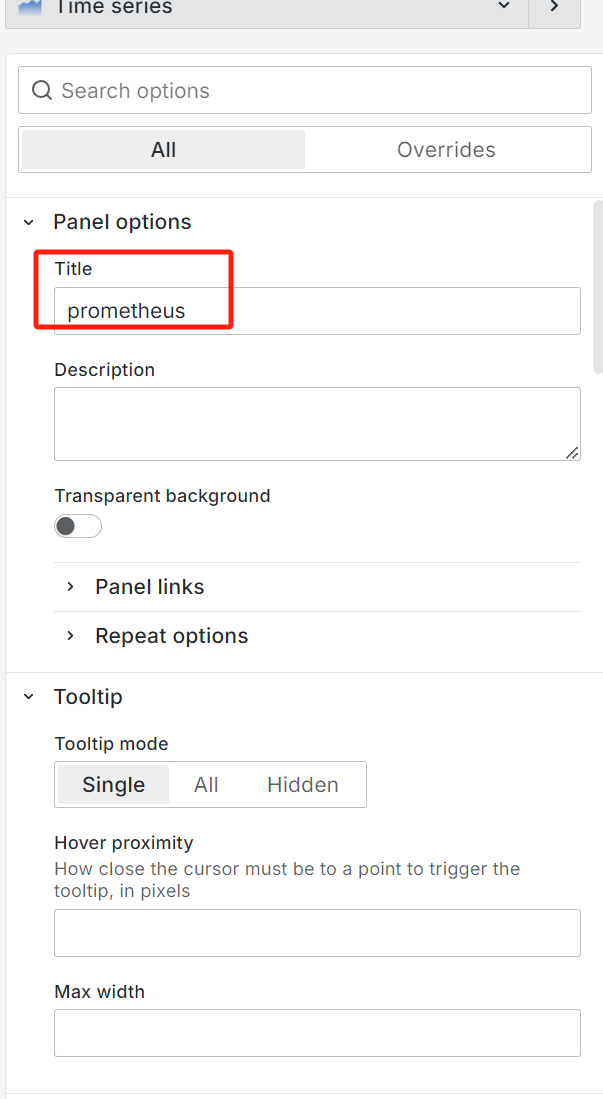 Time series
Search options
All
Overrides
Panel options
Title
prometheus
Description
Transparent background
Panel links
Repeat options
Tooltip
Tooltip mode
Single
All
Hidden
Hover proximity
How close the cursor must be to a point to trigger the
tooltip, in pixels
Max width